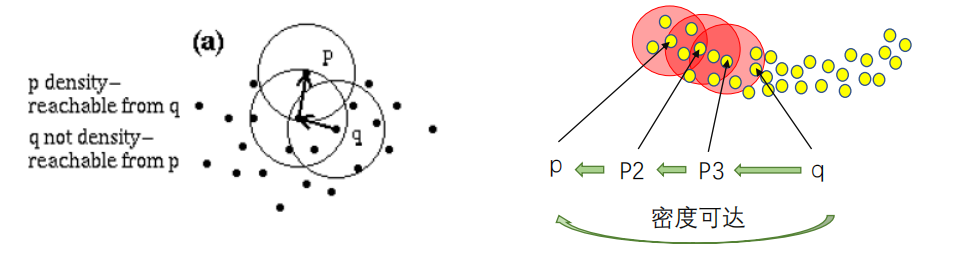 (a)
p density-
reachable from q
q not density-
reachable from p
p
q
p
P2
P3
q
密度可达